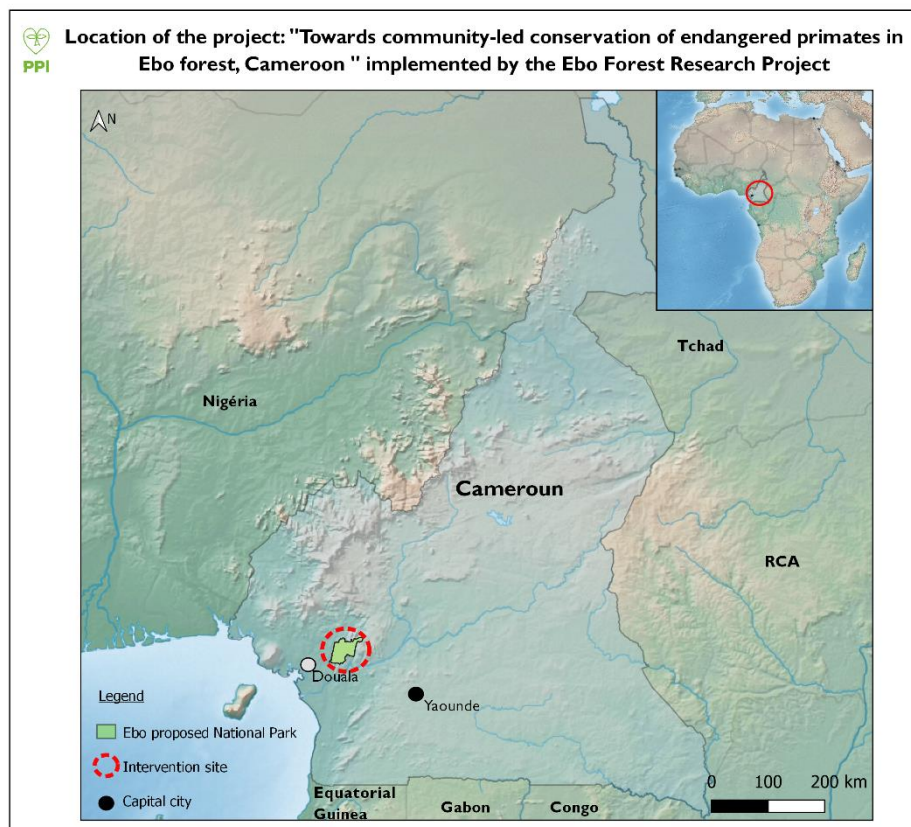 PPI
Location of the project: "Towards community-led conservation of endangered primates in
Ebo forest, Cameroon " implemented by the Ebo Forest Research Project
N
Tchad
Nigéria
Cameroun
RCA
Douala
Yaounde
Legend
Ebo proposed National Park
Intervention site
Capital city
0 100 200 km
Equatorial
Guinea
Gabon
Congo